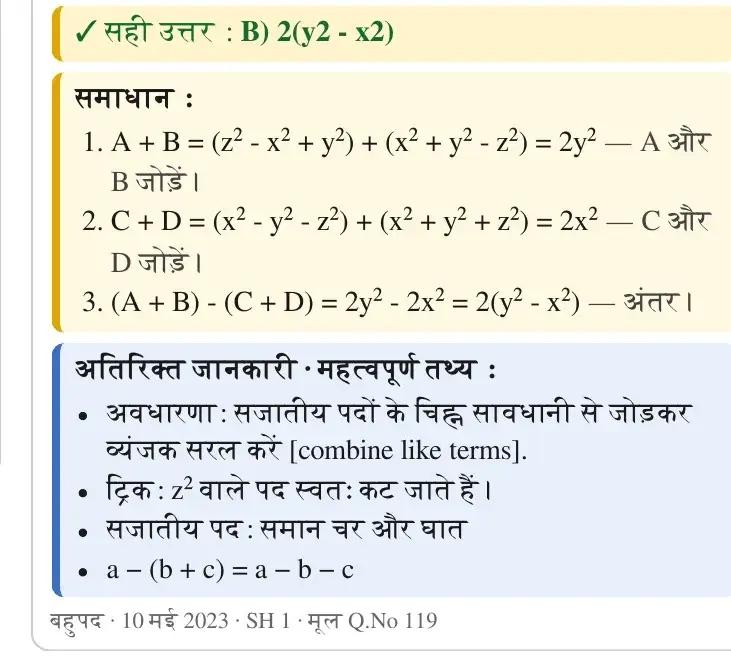 ✓ सही उत्तर : B) 2(y2 - x2)
समाधान :
1. A + B = (z² - x² + y²) + (x² + y² - z²) = 2y² — A और
B जोड़ें।
2. C + D = (x² - y² - z²) + (x² + y² + z²) = 2x² — C और
D जोड़ें।
3. (A + B) - (C + D) = 2y² - 2x² = 2(y² - x²) — अंतर।
अतिरिक्त जानकारी · महत्वपूर्ण तथ्य :
• अवधारणा : सजातीय पदों के चिह्न सावधानी से जोड़कर
व्यंजक सरल करें [combine like terms].
• ट्रिक : z² वाले पद स्वतः कट जाते हैं।
• सजातीय पद : समान चर और घात
• a − (b + c) = a − b − c
बहुपद · 10 मई 2023 · SH 1 · मूल Q.No 119